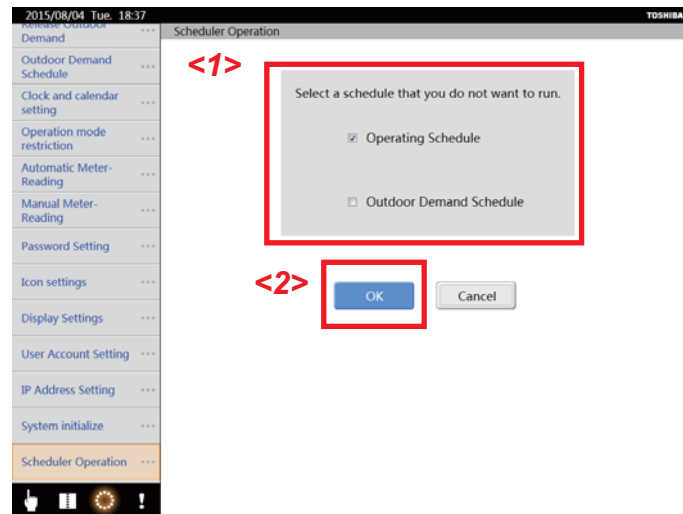 2015/08/04 Tue. 18:37
TOSHIBA
Release Outdoor
Demand
Scheduler Operation
Outdoor Demand
Schedule
<1>
Clock and calendar
setting
Select a schedule that you do not want to run.
Operation mode
restriction
Operating Schedule
Automatic Meter-
Reading
Manual Meter-
Reading
Outdoor Demand Schedule
Password Setting
Icon settings
<2>
OK
Cancel
Display Settings
User Account Setting
IP Address Setting
System initialize
Scheduler Operation